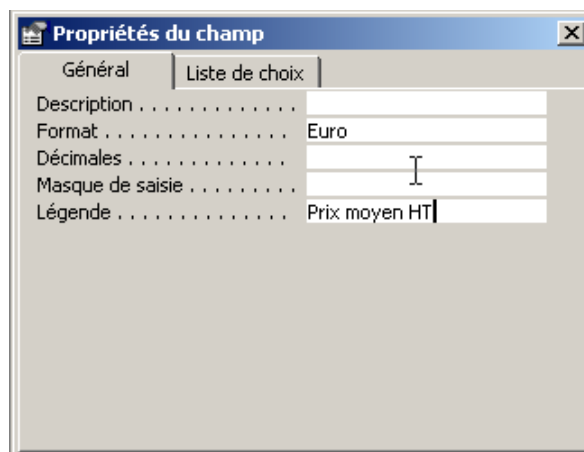 Propriétés du champ
Général Liste de choix
Description . . . . . . . . . . . . .
Format . . . . . . . . . . . . . . . Euro
Décimales . . . . . . . . . . . . .
Masque de saisie . . . . . . . . .
Légende . . . . . . . . . . . . . . Prix moyen HT